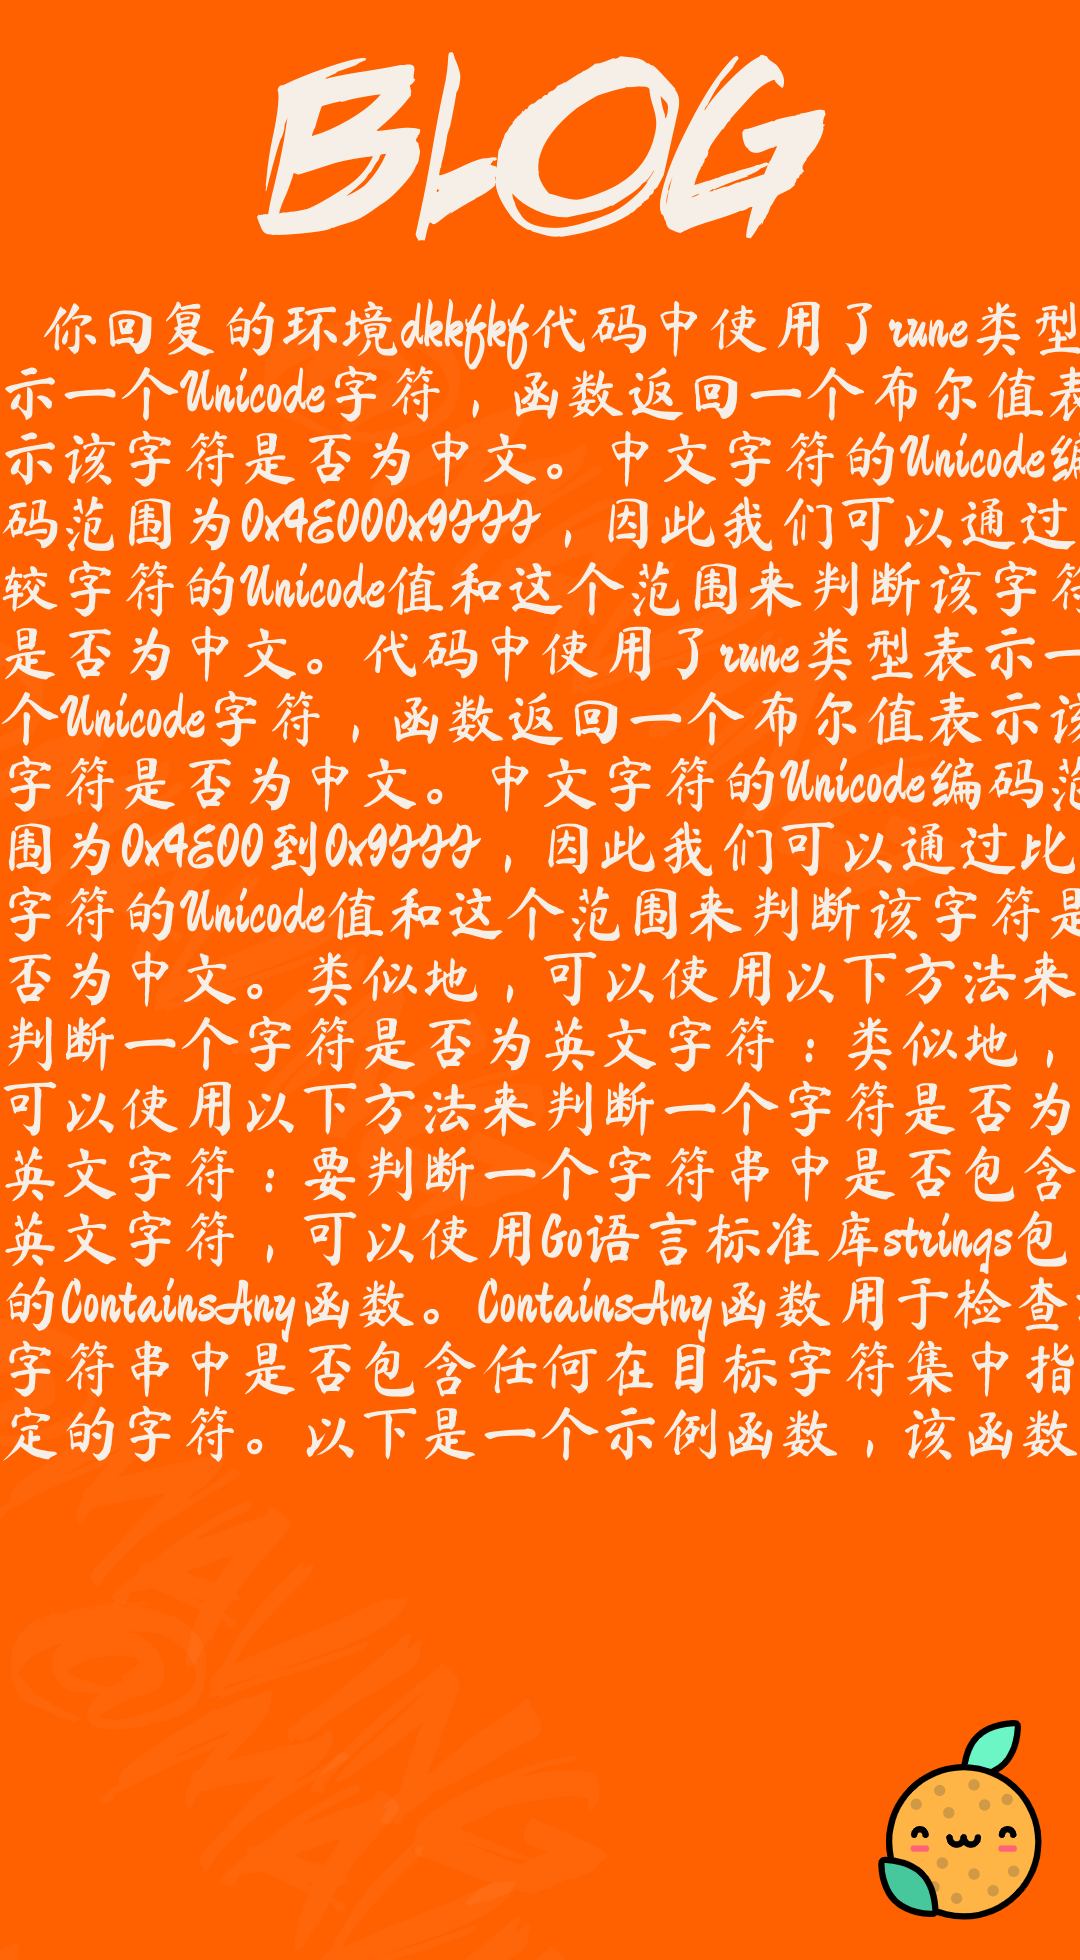 BLOG
你回复的环境dkkfkf代码中使用了rune类型
示一个Unicode字符，函数返回一个布尔值表
示该字符是否为中文。中文字符的Unicode编
码范围为0x4E000x9FFF，因此我们可以通过
较字符的Unicode值和这个范围来判断该字符
是否为中文。代码中使用了rune类型表示一
个Unicode字符，函数返回一个布尔值表示该
字符是否为中文。中文字符的Unicode编码范
围为0x4E00到0x9FFF，因此我们可以通过比
字符的Unicode值和这个范围来判断该字符是
否为中文。类似地，可以使用以下方法来
判断一个字符是否为英文字符：类似地，
可以使用以下方法来判断一个字符是否为
英文字符：要判断一个字符串中是否包含
英文字符，可以使用Go语言标准库strings包
的ContainsAny函数。ContainsAny函数用于检查
字符串中是否包含任何在目标字符集中指
定的字符。以下是一个示例函数，该函数